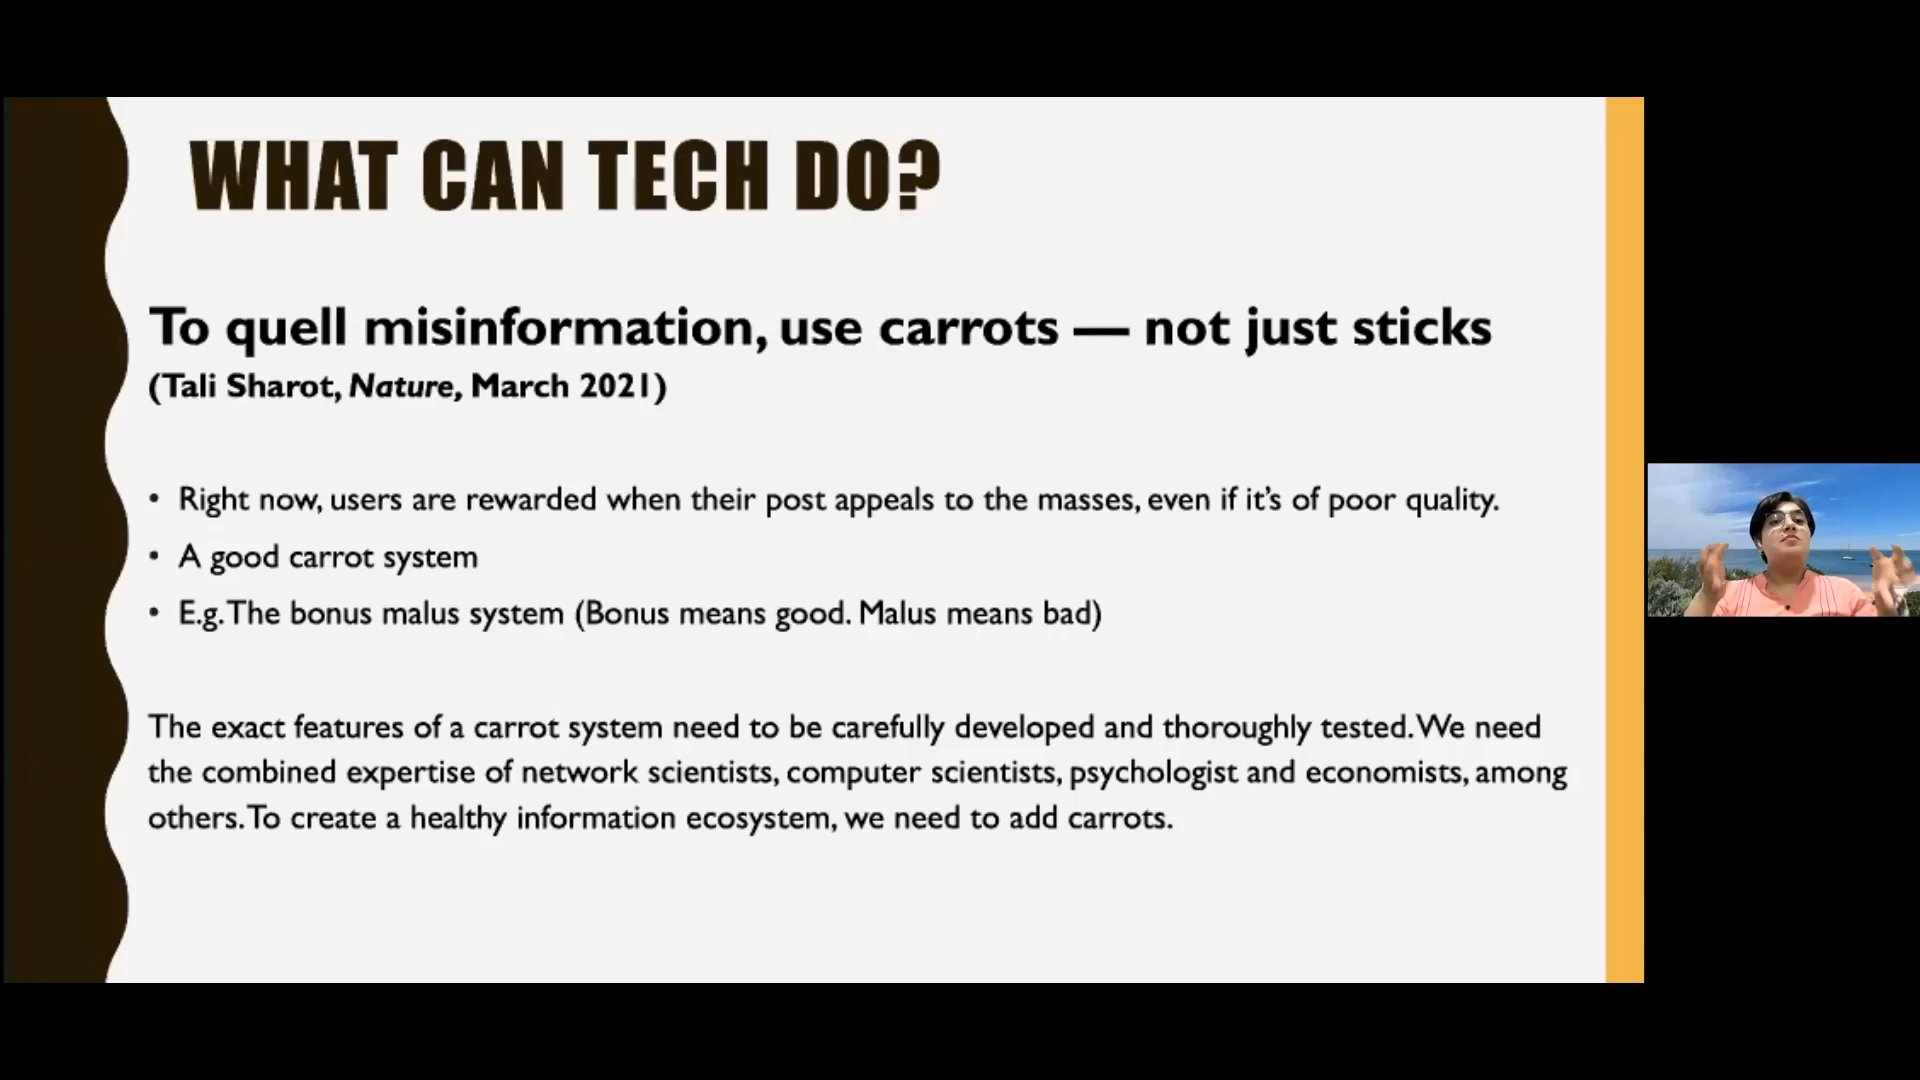 WHAT CAN TECH DO?
To quell misinformation, use carrots — not just sticks
(Tali Sharot, Nature, March 2021)
• Right now, users are rewarded when their post appeals to the masses, even if it’s of poor quality.
• A good carrot system
• E.g. The bonus malus system (Bonus means good. Malus means bad)
The exact features of a carrot system need to be carefully developed and thoroughly tested. We need
the combined expertise of network scientists, computer scientists, psychologist and economists, among
others. To create a healthy information ecosystem, we need to add carrots.